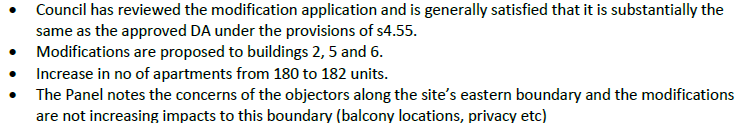 • Council has reviewed the modification application and is generally satisfied that it is substantially the
same as the approved DA under the provisions of s4.55.
• Modifications are proposed to buildings 2, 5 and 6.
• Increase in no of apartments from 180 to 182 units.
• The Panel notes the concerns of the objectors along the site's eastern boundary and the modifications
are not increasing impacts to this boundary (balcony locations, privacy etc)